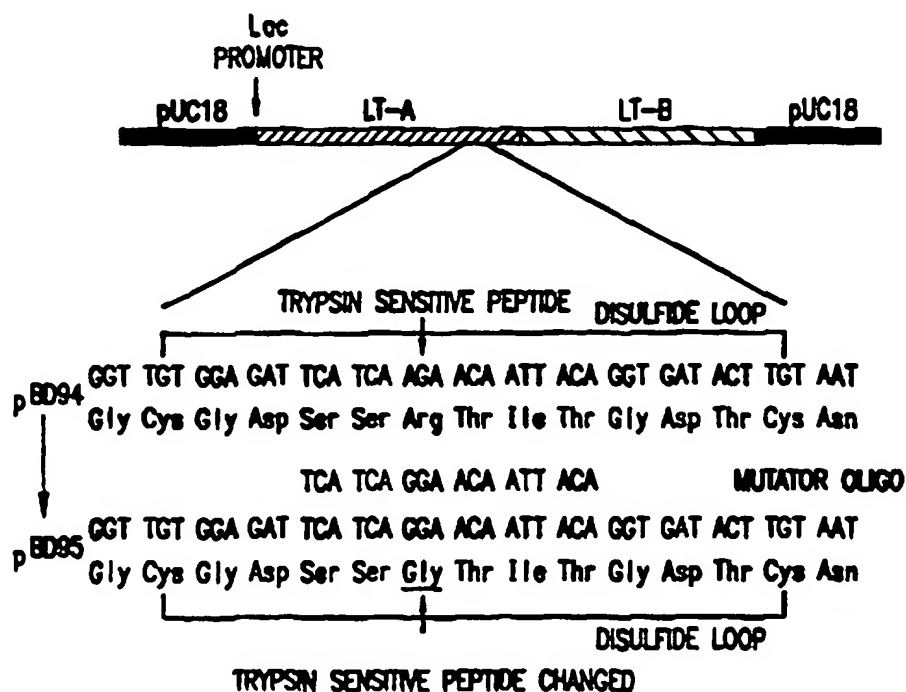 Lac
PROMOTER
pUC18 LT-A LT-B pUC18
TRYPSIN SENSITIVE PEPTIDE
DISULFIDE LOOP
GGT TGT GGA GAT TCA TCA AGA ACA ATT ACA GGT GAT ACT TGT AAT
pBD94
Gly Cys Gly Asp Ser Ser Arg Thr Ile Thr Gly Asp Thr Cys Asn
TCA TCA GGA ACA ATT ACA MUTATOR OLIGO
GGT TGT GGA GAT TCA TCA GGA ACA ATT ACA GGT GAT ACT TGT AAT
pBD95
Gly Cys Gly Asp Ser Ser Gly Thr Ile Thr Gly Asp Thr Cys Asn
DISULFIDE LOOP
TRYPSIN SENSITIVE PEPTIDE CHANGED